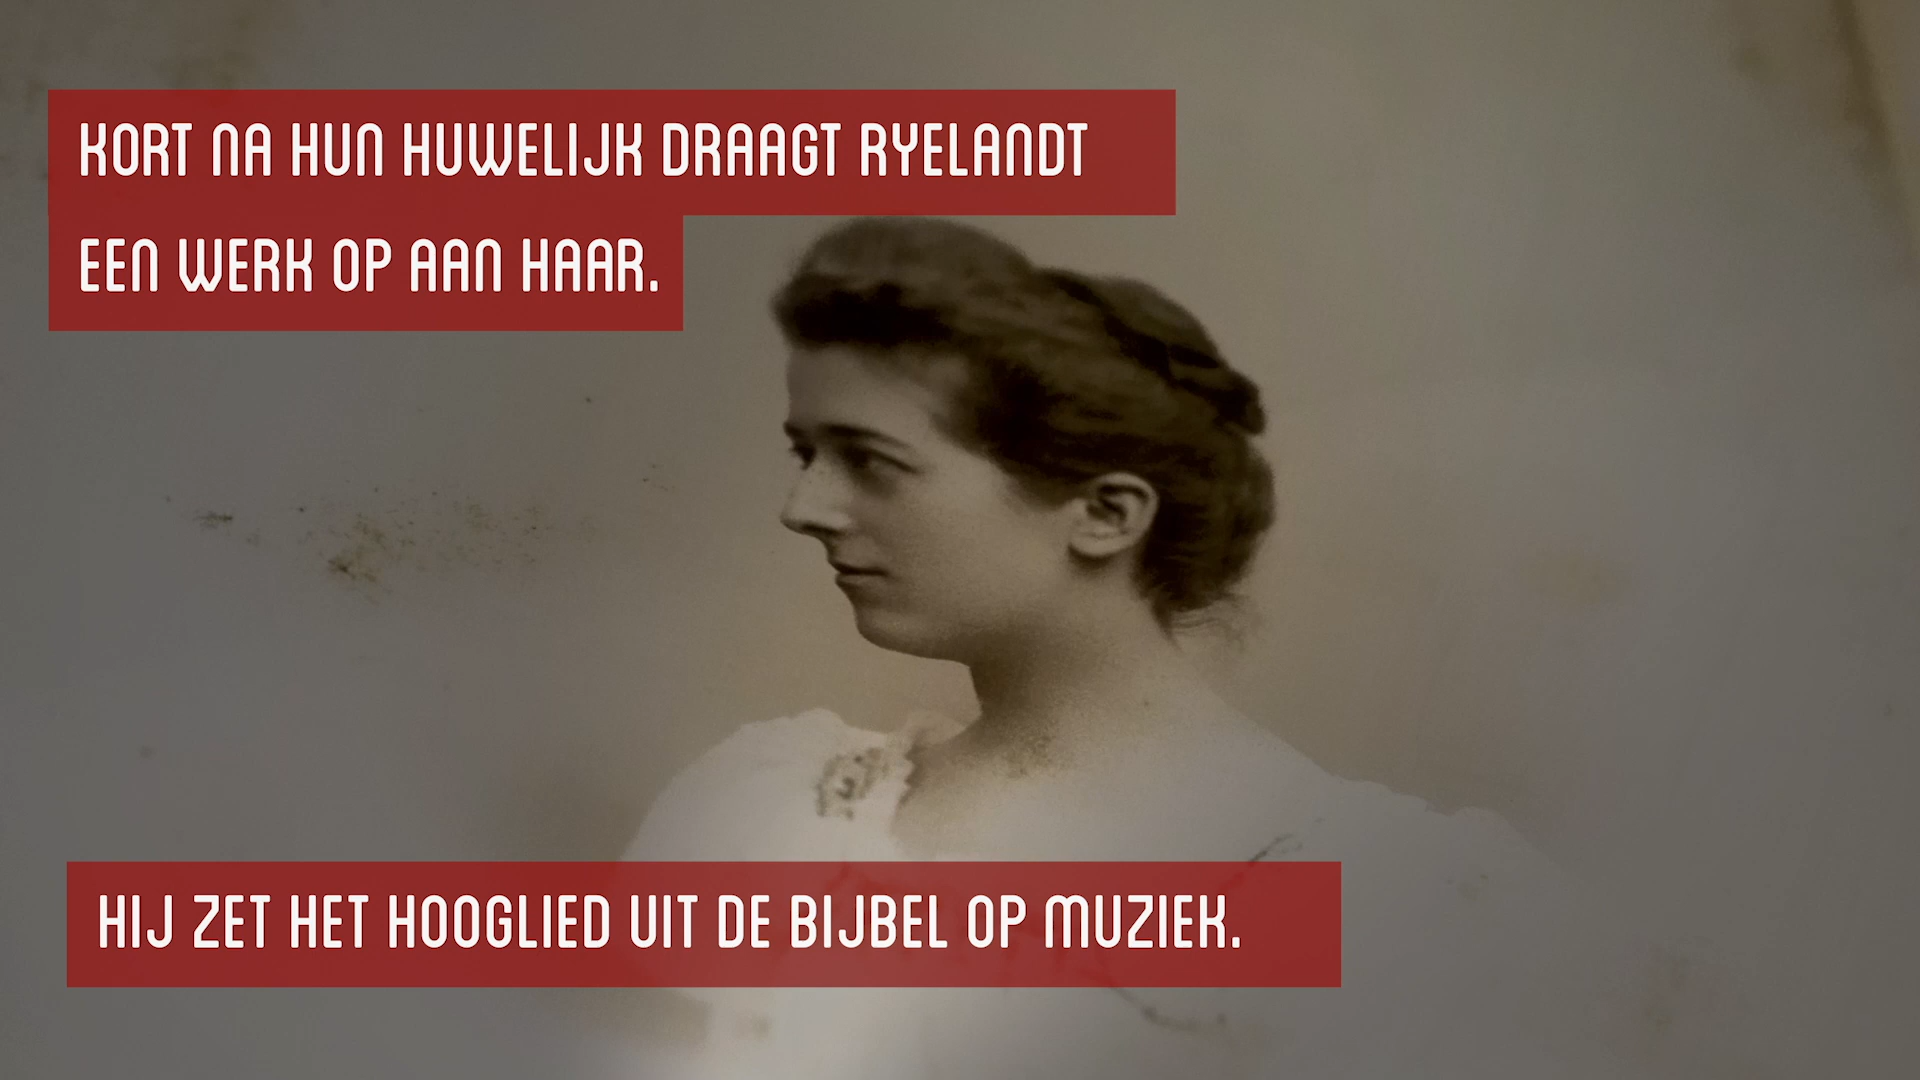 KORT NA HUN HUWELIJK DRAAGT RYELANDT
EEN WERK OP AAN HAAR.
HIJ ZET HET HOOGLIED UIT DE BIJBEL OP MUZIEK.